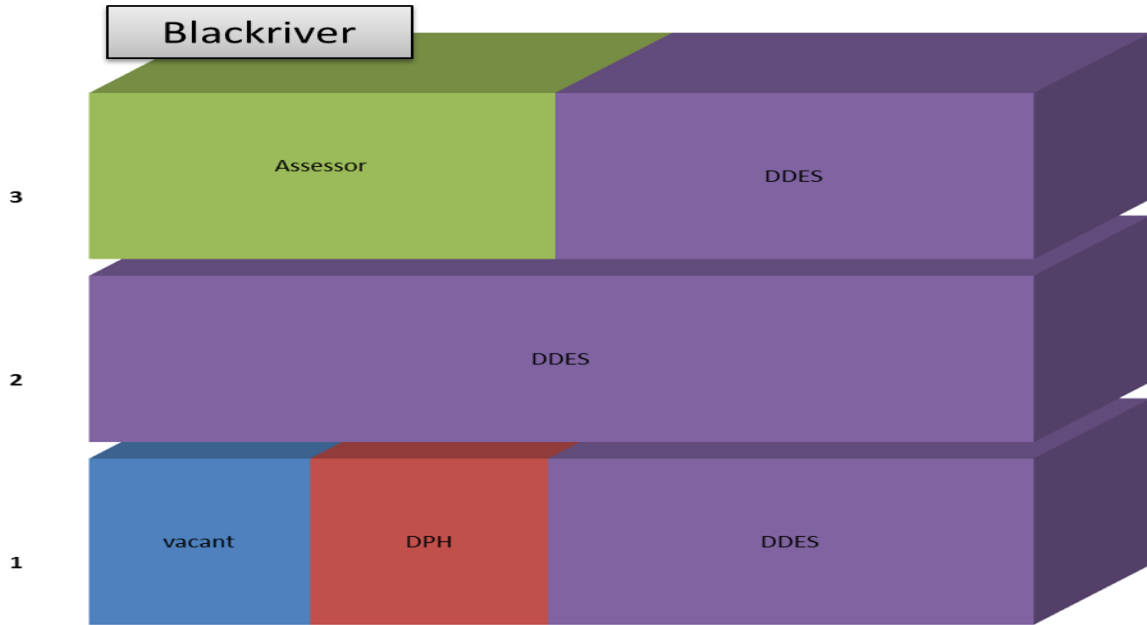 Blackriver
Assessor
DDES
3
DDES
2
vacant
DPH
DDES
1